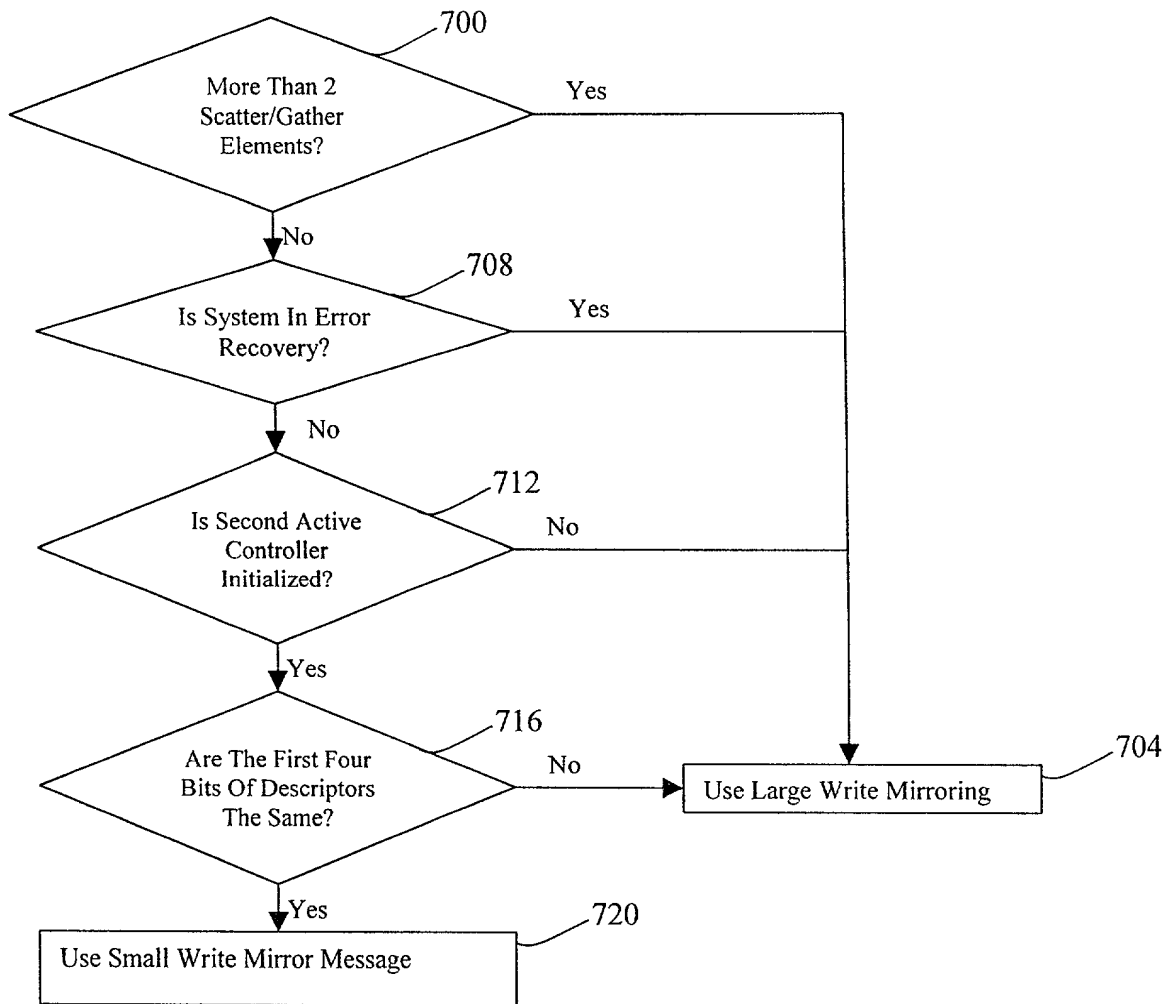 700
More Than 2
Scatter/Gather
Elements?
Yes
No
708
Is System In Error
Recovery?
Yes
No
712
Is Second Active
Controller
Initialized?
No
Yes
716
Are The First Four
Bits Of Descriptors
The Same?
No
704
Use Large Write Mirroring
Yes
720
Use Small Write Mirror Message